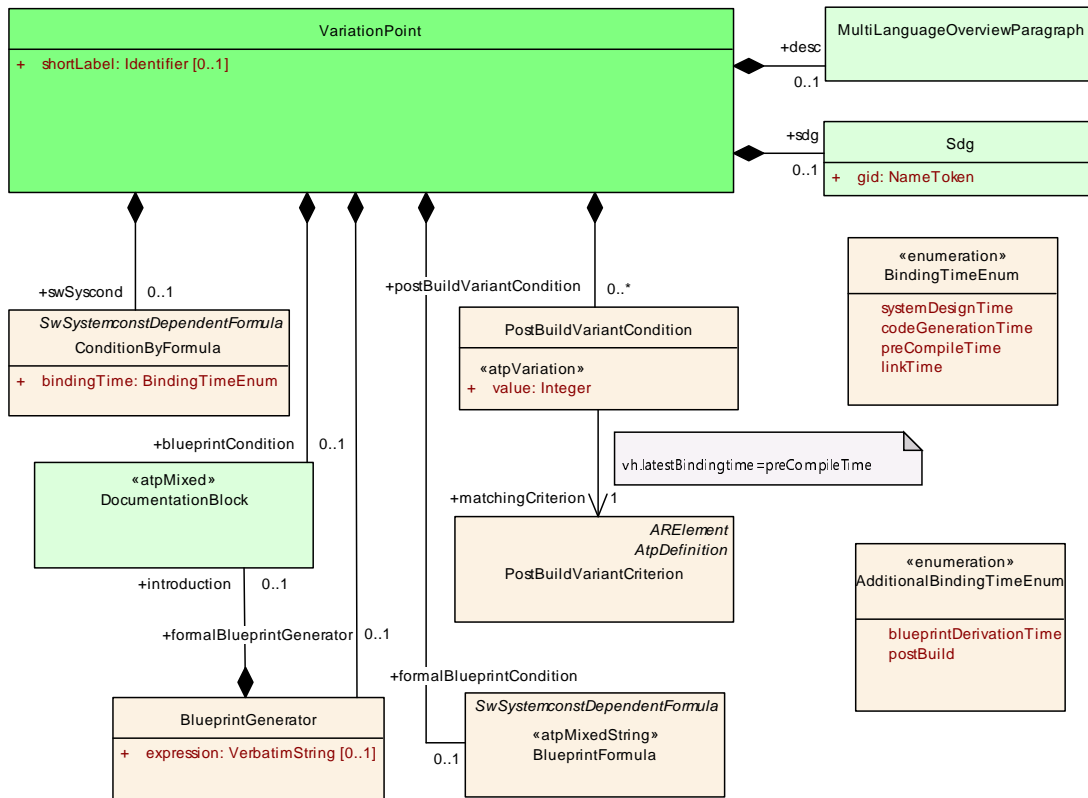 VariationPoint
+ shortLabel: Identifier [0..1]
+desc
0..1
MultiLanguageOverviewParagraph
+sdg
0..1
Sdg
+ gid: NameToken
+swSyscond
0..1
+postBuildVariantCondition
0..*
«enumeration»
BindingTimeEnum
systemDesignTime
codeGenerationTime
preCompileTime
linkTime
SwSystemconstDependentFormula
ConditionByFormula
+ bindingTime: BindingTimeEnum
PostBuildVariantCondition
«atpVariation»
+ value: Integer
+blueprintCondition
0..1
vh.latestBindingtime=preCompileTime
«atpMixed»
DocumentationBlock
+matchingCriterion
1
ARElement
AtpDefinition
PostBuildVariantCriterion
«enumeration»
AdditionalBindingTimeEnum
blueprintDerivationTime
postBuild
+introduction
0..1
+formalBlueprintGenerator
0..1
+formalBlueprintCondition
0..1
BlueprintGenerator
+ expression: VerbatimString [0..1]
SwSystemconstDependentFormula
«atpMixedString»
BlueprintFormula